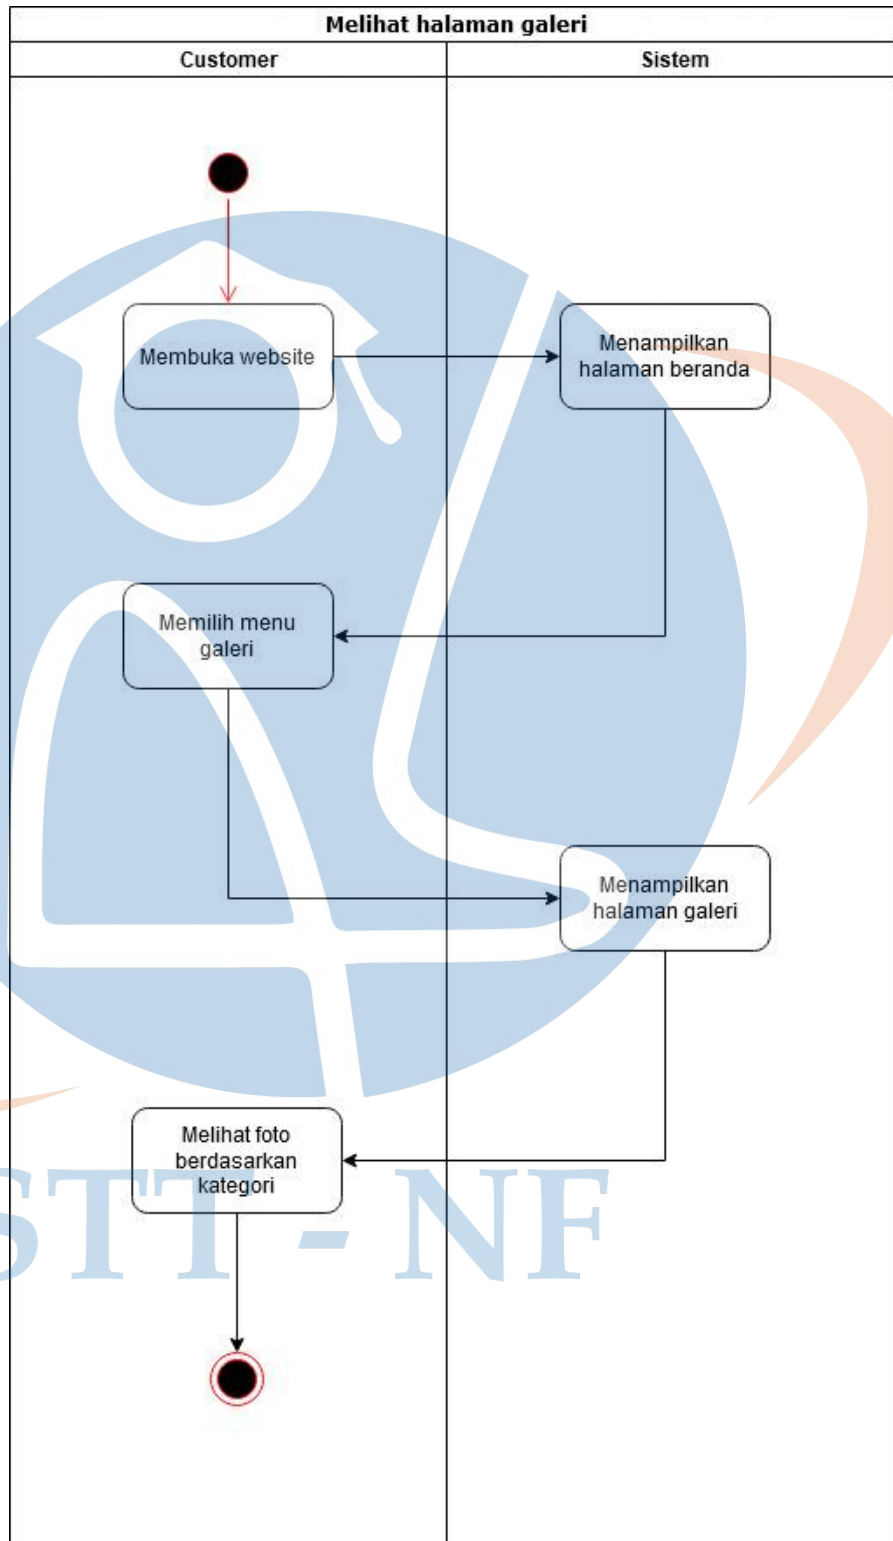 Melihat halaman galeri
Customer
Sistem
Membuka website
Menampilkan
halaman beranda
Memilih menu
galeri
Menampilkan
halaman galeri
Melihat foto
berdasarkan
kategori
STT - NF